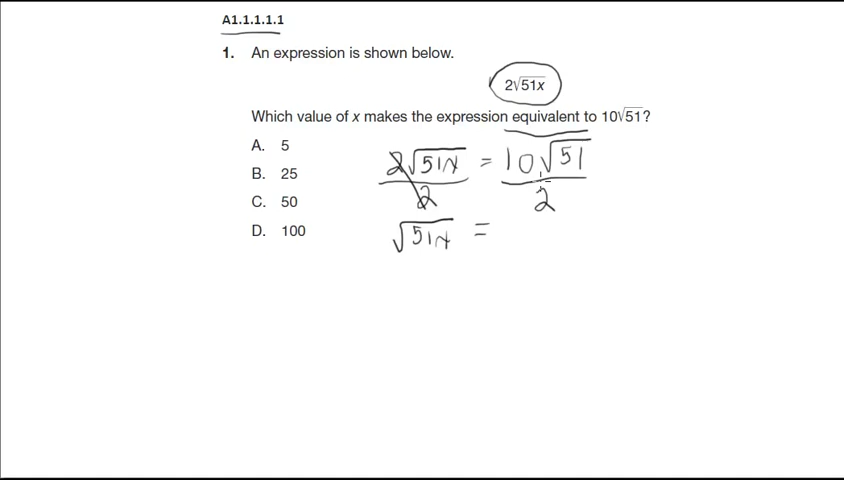 A1.1.1.1.1
1. An expression is shown below.
2√51x
Which value of x makes the expression equivalent to 10√51?
A. 5
B. 25
C. 50
D. 100
2√51x = 10√51
2 2
√51x =